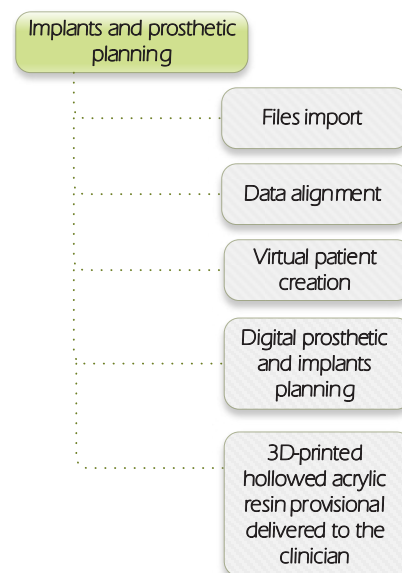 Implants and prosthetic
planning
Files import
Data alignment
Virtual patient
creation
Digital prosthetic
and implants
planning
3D-printed
hollowed acrylic
resin provisional
delivered to the
clinician